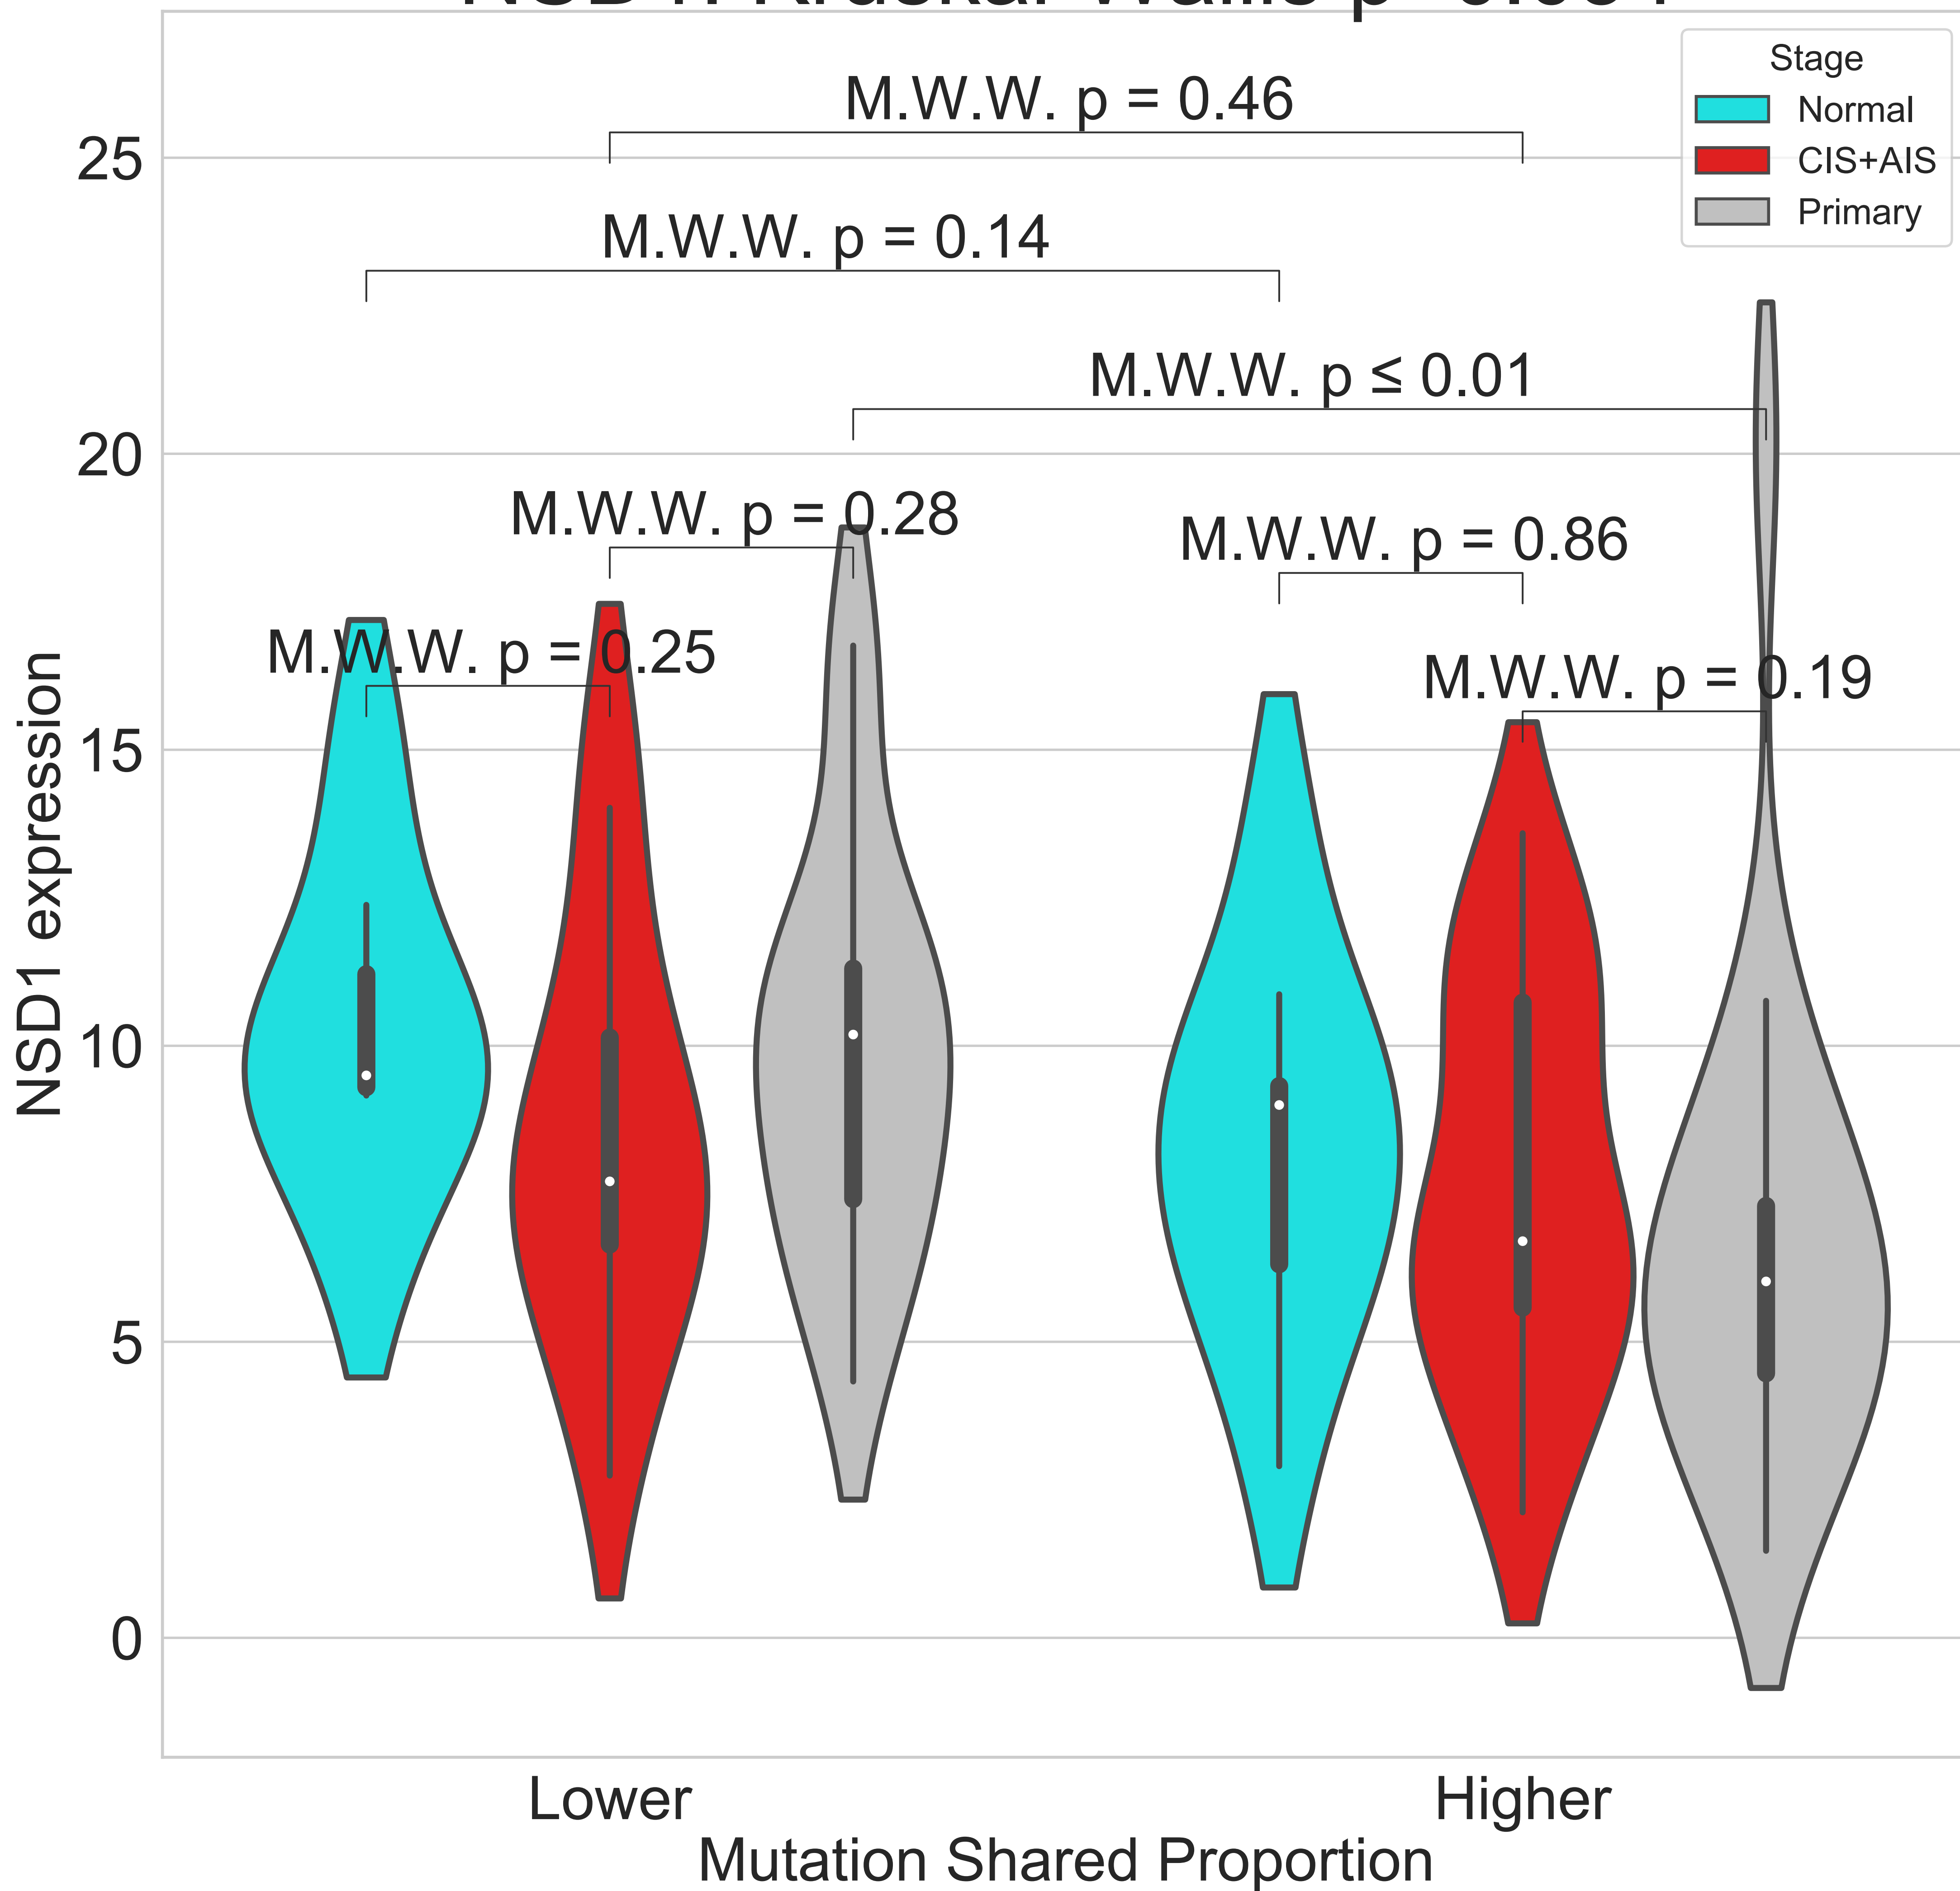 Stage
Normal
CIS+AIS
Primary
M.W.W. p = 0.46
M.W.W. p = 0.14
M.W.W. p ≤ 0.01
M.W.W. p = 0.28
M.W.W. p = 0.86
M.W.W. p = 0.25
M.W.W. p = 0.19
25
20
15
10
5
0
NSD1 expression
Lower
Higher
Mutation Shared Proportion